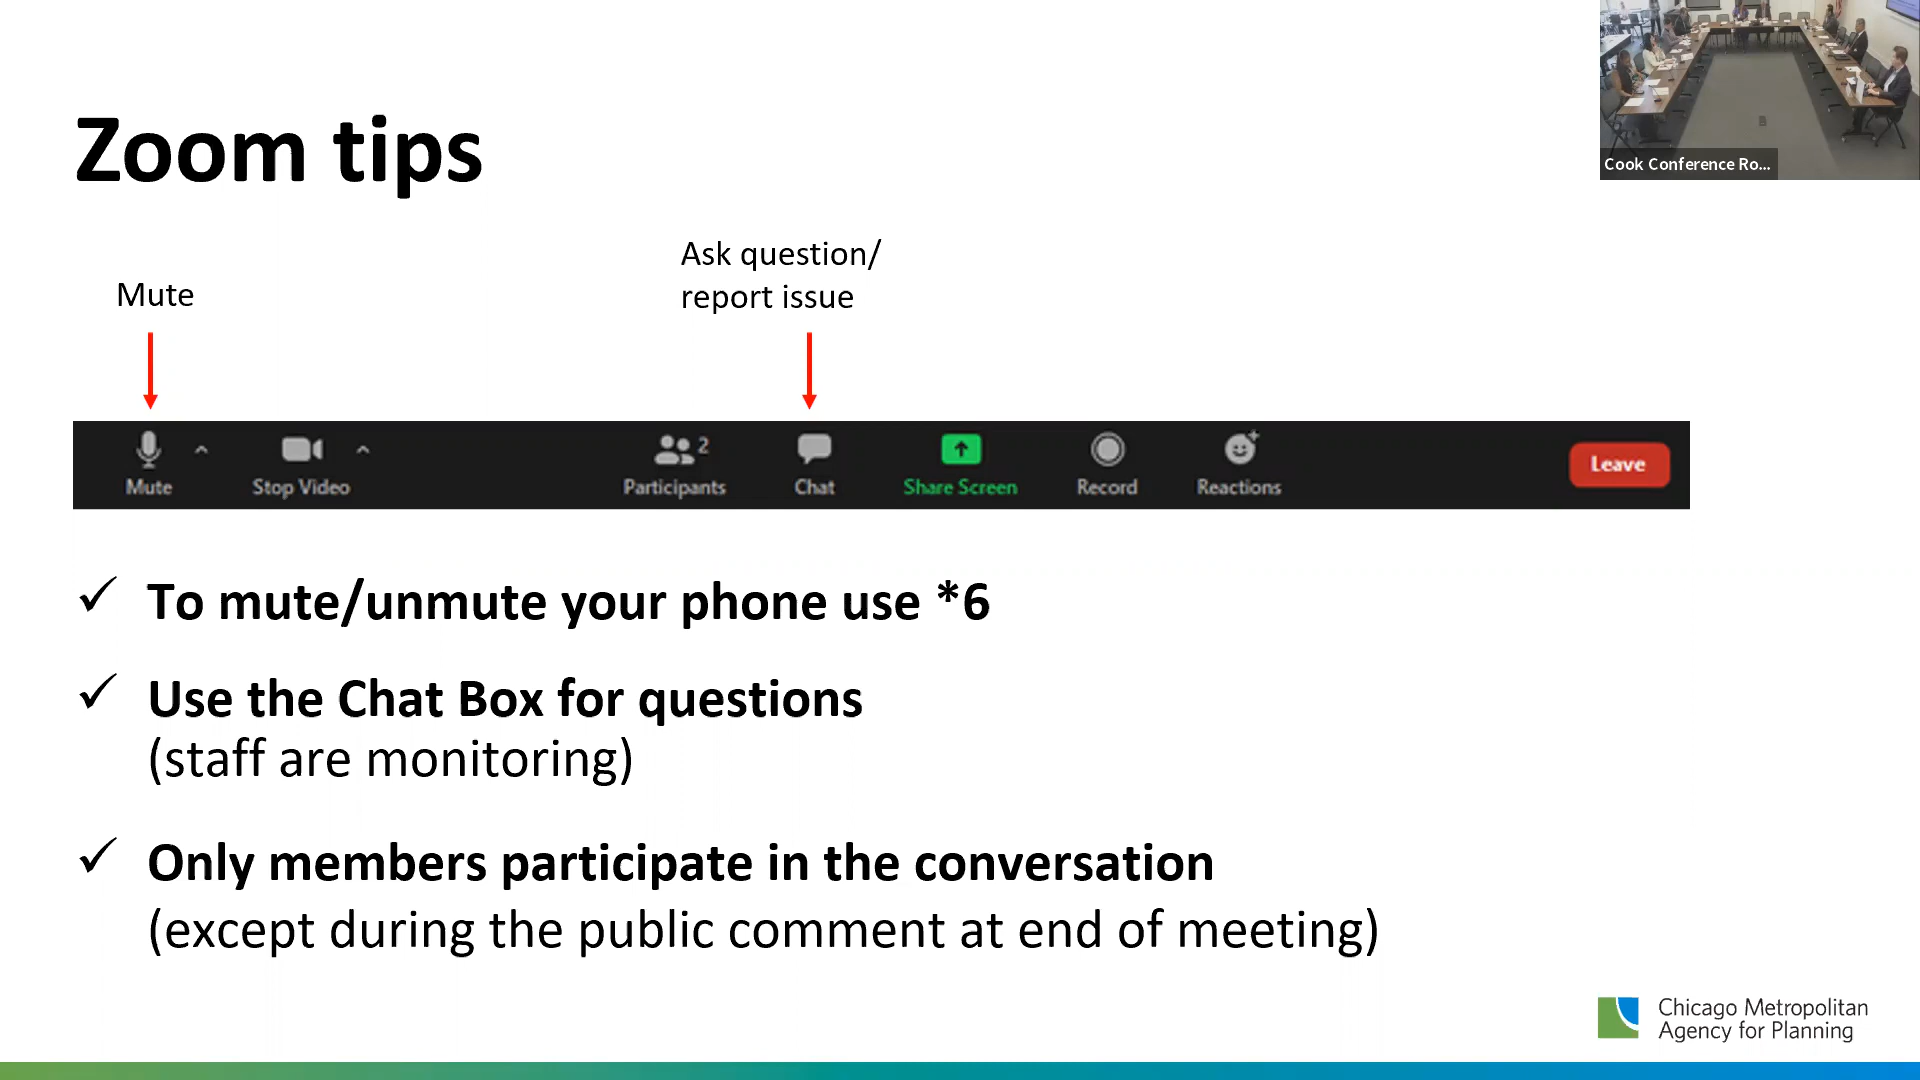 Zoom tips
Cook Conference Ro...
Mute
Ask question/
report issue
Mute
Stop Video
Participants
2
Chat
Share Screen
Record
Reactions
Leave
✓ To mute/unmute your phone use *6
✓ Use the Chat Box for questions
(staff are monitoring)
✓ Only members participate in the conversation
(except during the public comment at end of meeting)
Chicago Metropolitan
Agency for Planning